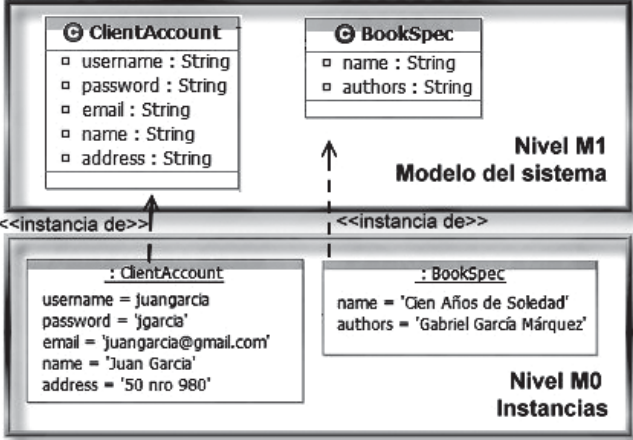 ClientAccount
username : String
password : String
email : String
name : String
address : String
BookSpec
name : String
authors : String
Nivel M1
Modelo del sistema
<<instancia de>>
<<instancia de>>
: ClientAccount
username = juangarcia
password = 'jgarcia'
email = 'juangarcia@gmail.com'
name = 'Juan Garcia'
address = '50 nro 980'
: BookSpec
name = 'Cien Años de Soledad'
authors = 'Gabriel García Márquez'
Nivel M0
Instancias